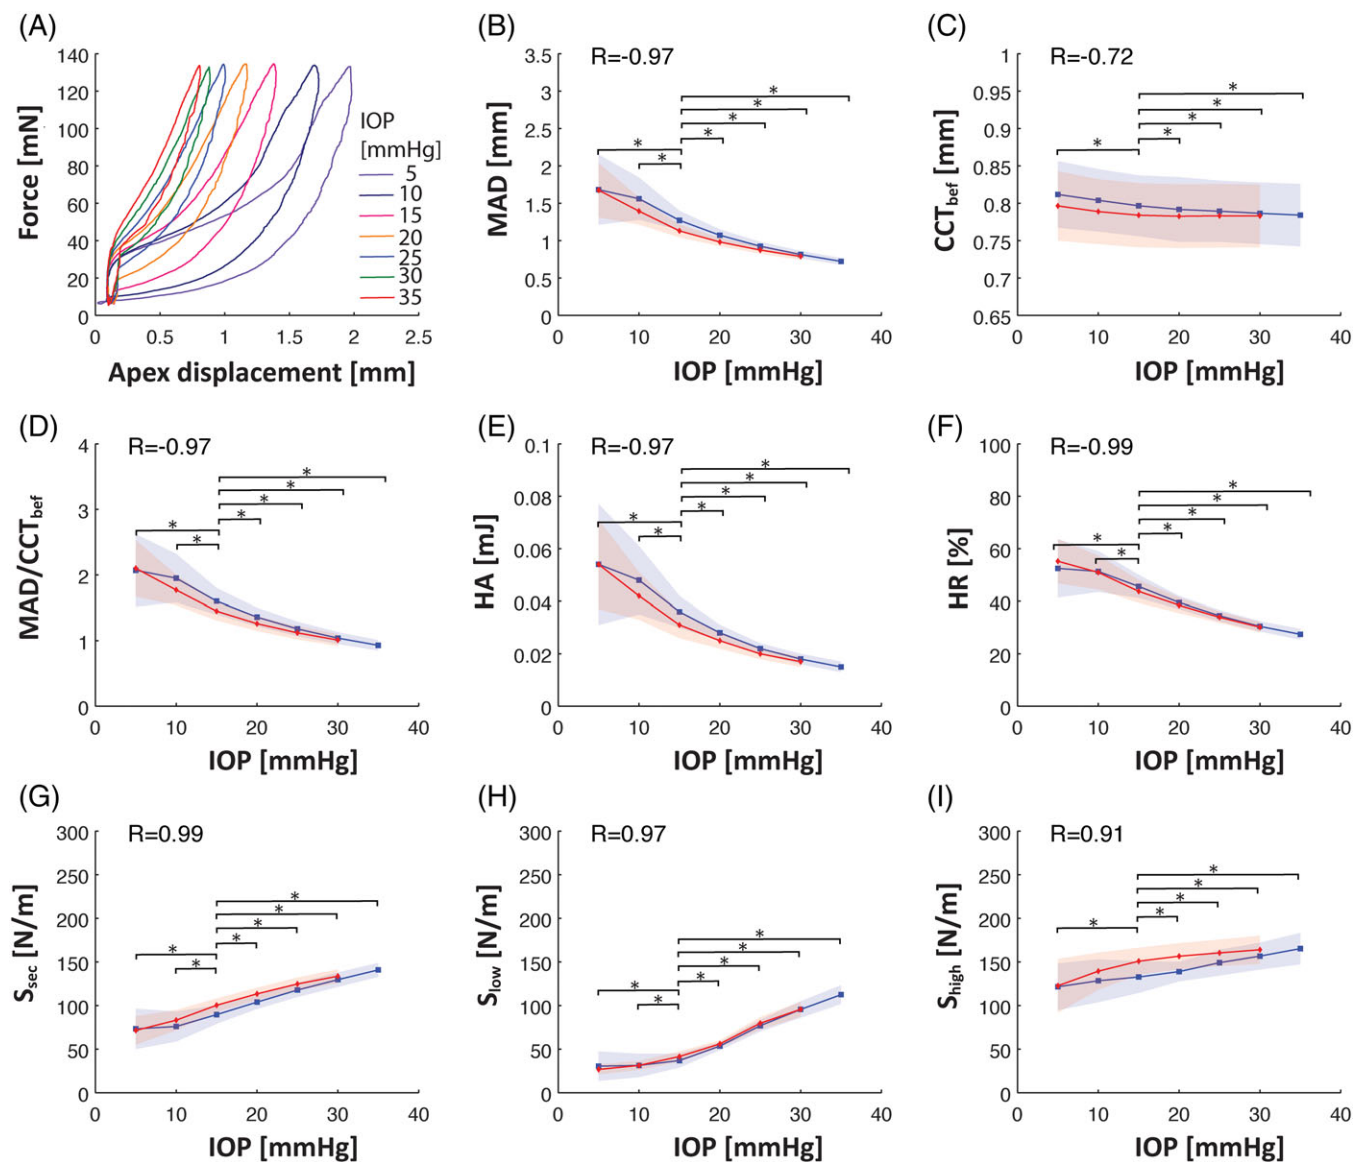 (A)
140
120
100
80
60
40
20
0
Force [mN]
0 0.5 1 1.5 2 2.5
Apex displacement [mm]
IOP
[mmHg]
5
10
15
20
25
30
35
(B)
R=-0.97
3.5
3
2.5
2
1.5
1
0.5
0
MAD [mm]
* * * * * *
0 10 20 30 40
IOP [mmHg]
(C)
R=-0.72
1
0.95
0.9
0.85
0.8
0.75
0.7
0.65
CCTbef [mm]
* * * * *
0 10 20 30 40
IOP [mmHg]
(D)
R=-0.97
4
3
2
1
0
MAD/CCTbef
* * * * * *
0 10 20 30 40
IOP [mmHg]
(E)
R=-0.97
0.1
0.08
0.06
0.04
0.02
0
HA [mJ]
* * * * * *
0 10 20 30 40
IOP [mmHg]
(F)
R=-0.99
100
80
60
40
20
0
HR [%]
* * * * * *
0 10 20 30 40
IOP [mmHg]
(G)
R=0.99
300
250
200
150
100
50
0
Ssec [N/m]
* * * * * *
0 10 20 30 40
IOP [mmHg]
(H)
R=0.97
300
250
200
150
100
50
0
Slow [N/m]
* * * * * *
0 10 20 30 40
IOP [mmHg]
(I)
R=0.91
300
250
200
150
100
50
0
Shigh [N/m]
* * * * *
0 10 20 30 40
IOP [mmHg]